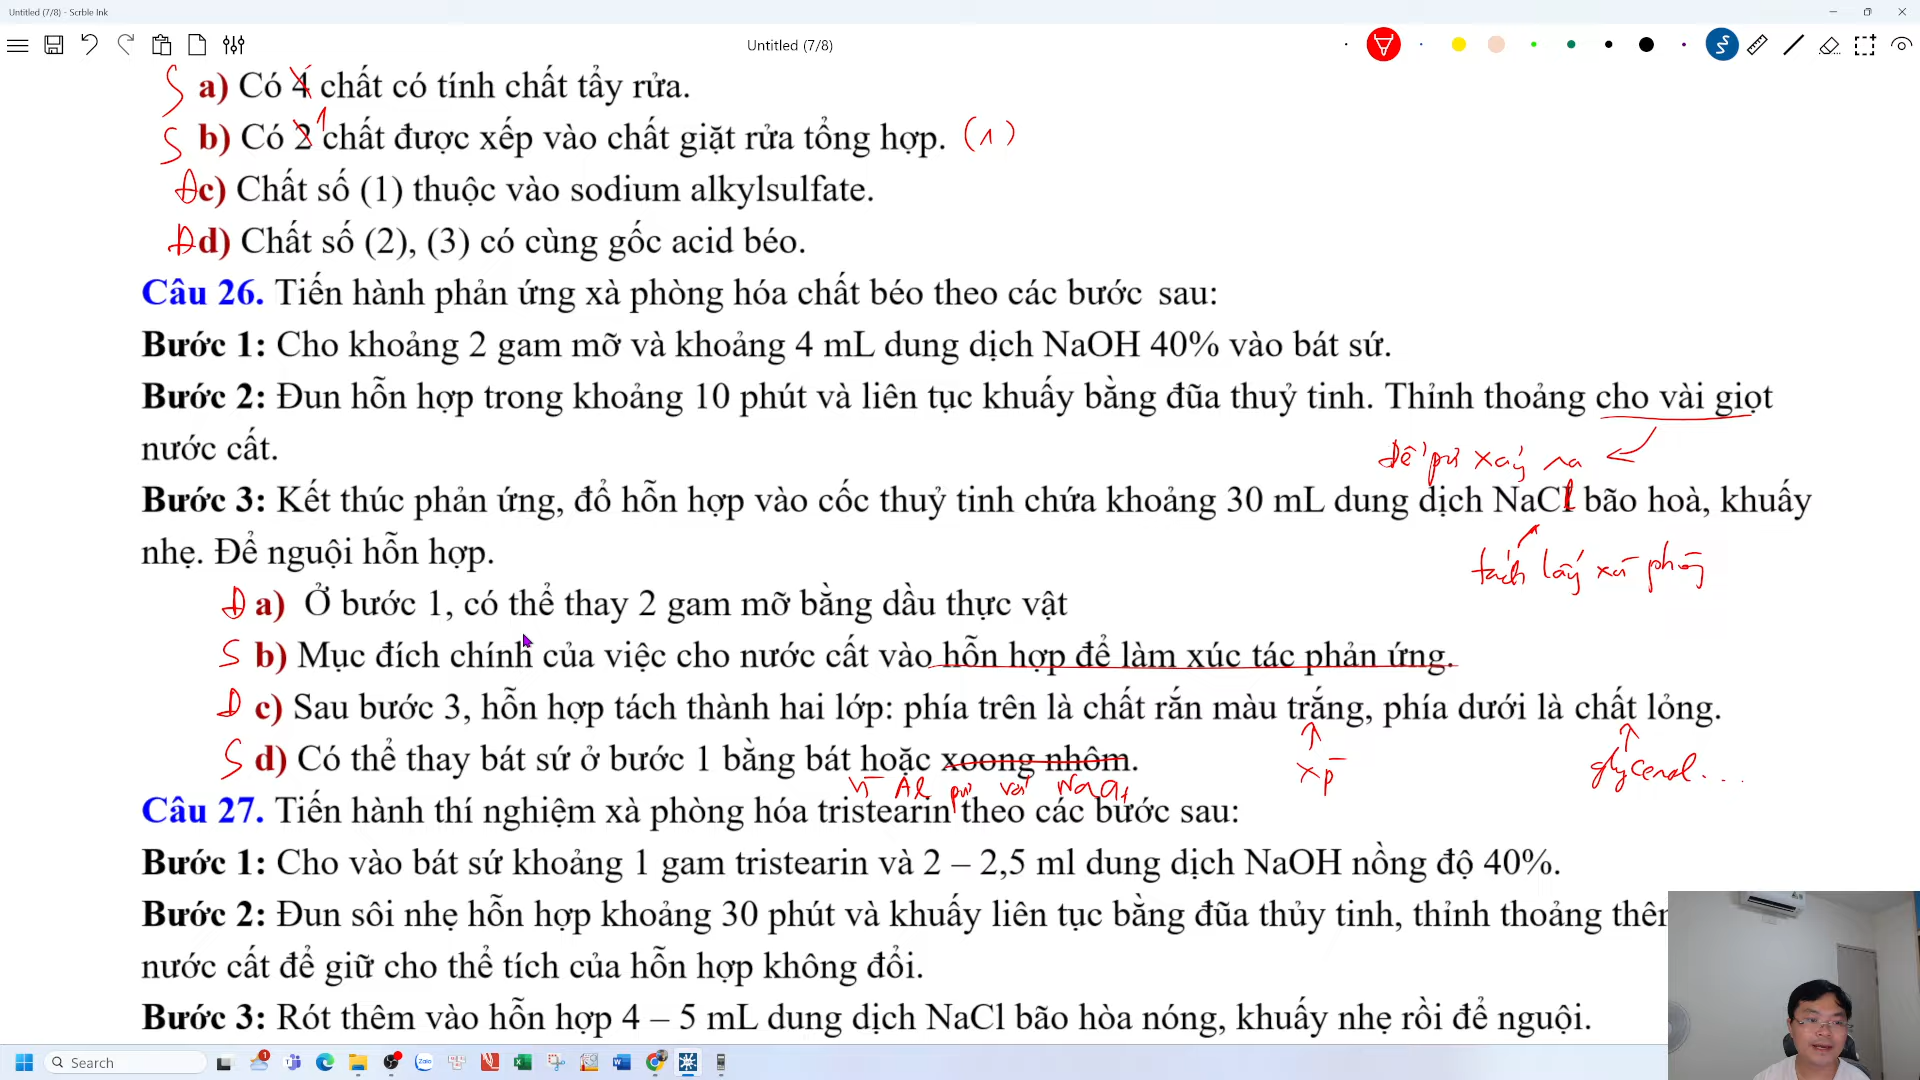 Untitled (7/8) - Scrble Ink
Untitled (7/8)
S a) Có 4 chất có tính chất tẩy rửa.
1
S b) Có 2 chất được xếp vào chất giặt rửa tổng hợp. (1)
Đ c) Chất số (1) thuộc vào sodium alkylsulfate.
Đ d) Chất số (2), (3) có cùng gốc acid béo.
Câu 26. Tiến hành phản ứng xà phòng hóa chất béo theo các bước sau:
Bước 1: Cho khoảng 2 gam mỡ và khoảng 4 mL dung dịch NaOH 40% vào bát sứ.
Bước 2: Đun hỗn hợp trong khoảng 10 phút và liên tục khuấy bằng đũa thuỷ tinh. Thỉnh thoảng cho vài giọt
nước cất.
để pư xảy ra
Bước 3: Kết thúc phản ứng, đổ hỗn hợp vào cốc thuỷ tinh chứa khoảng 30 mL dung dịch NaCl bão hoà, khuấy
nhẹ. Để nguội hỗn hợp.
tách lấy xà phòng
Đ a) Ở bước 1, có thể thay 2 gam mỡ bằng dầu thực vật
S b) Mục đích chính của việc cho nước cất vào hỗn hợp để làm xúc tác phản ứng.
Đ c) Sau bước 3, hỗn hợp tách thành hai lớp: phía trên là chất rắn màu trắng, phía dưới là chất lỏng.
S d) Có thể thay bát sứ ở bước 1 bằng bát hoặc xoong nhôm.
xp
glycerol...
vì Al pư với NaOH
Câu 27. Tiến hành thí nghiệm xà phòng hóa tristearin theo các bước sau:
Bước 1: Cho vào bát sứ khoảng 1 gam tristearin và 2 – 2,5 ml dung dịch NaOH nồng độ 40%.
Bước 2: Đun sôi nhẹ hỗn hợp khoảng 30 phút và khuấy liên tục bằng đũa thủy tinh, thỉnh thoảng thêm
nước cất để giữ cho thể tích của hỗn hợp không đổi.
Bước 3: Rót thêm vào hỗn hợp 4 – 5 mL dung dịch NaCl bão hòa nóng, khuấy nhẹ rồi để nguội.
Search